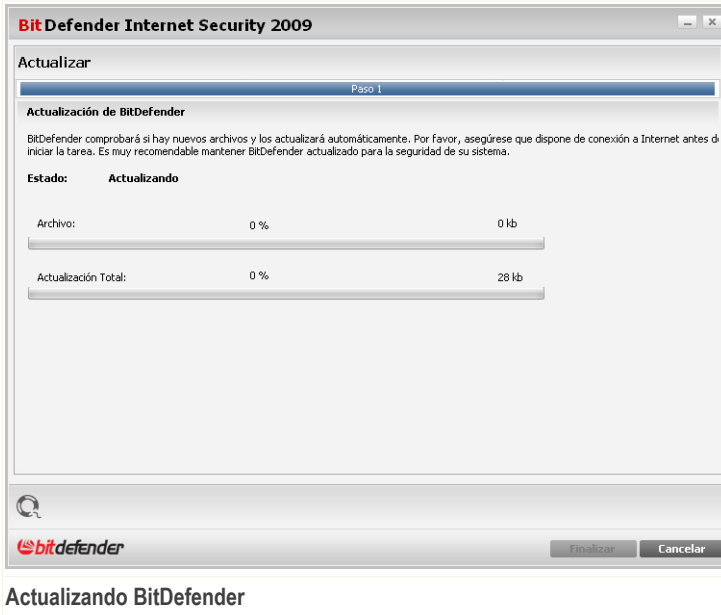 BitDefender Internet Security 2009
Actualizar
Paso 1
Actualización de BitDefender
BitDefender comprobará si hay nuevos archivos y los actualizará automáticamente. Por favor, asegúrese que dispone de conexión a Internet antes d
iniciar la tarea. Es muy recomendable mantener BitDefender actualizado para la seguridad de su sistema.
Estado: Actualizando
Archivo: 0 % 0 kb
Actualización Total: 0 % 28 kb
bitdefender
Finalizar Cancelar
Actualizando BitDefender